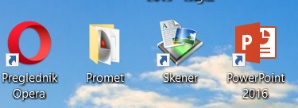 Preglednik
Opera
Promet
Skener
PowerPoint
2016